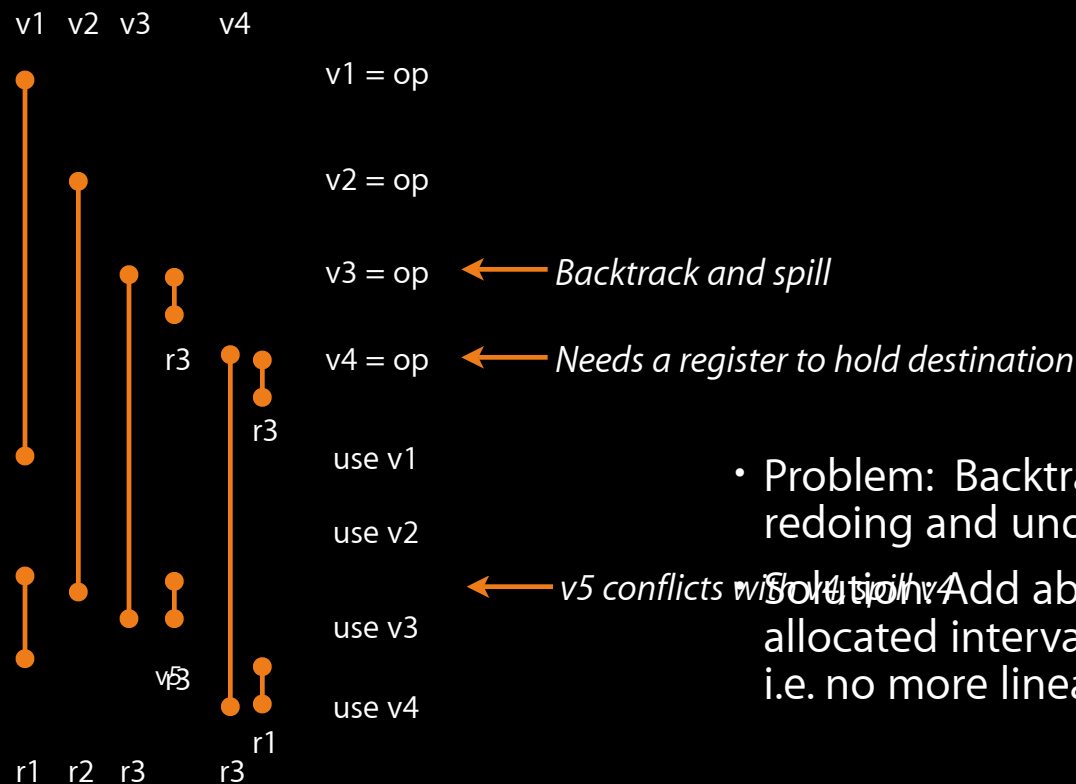 v1 v2 v3 v4
v1 = op
v2 = op
v3 = op
Backtrack and spill
r3
v4 = op
Needs a register to hold destination
r3
use v1
use v2
• Problem: Backtra
redoing and und
v5 conflicts with v4, spill v4
• Solution: Add ab
allocated interva
i.e. no more linea
use v3
v5
r3
use v4
r1
r1 r2 r3 r3